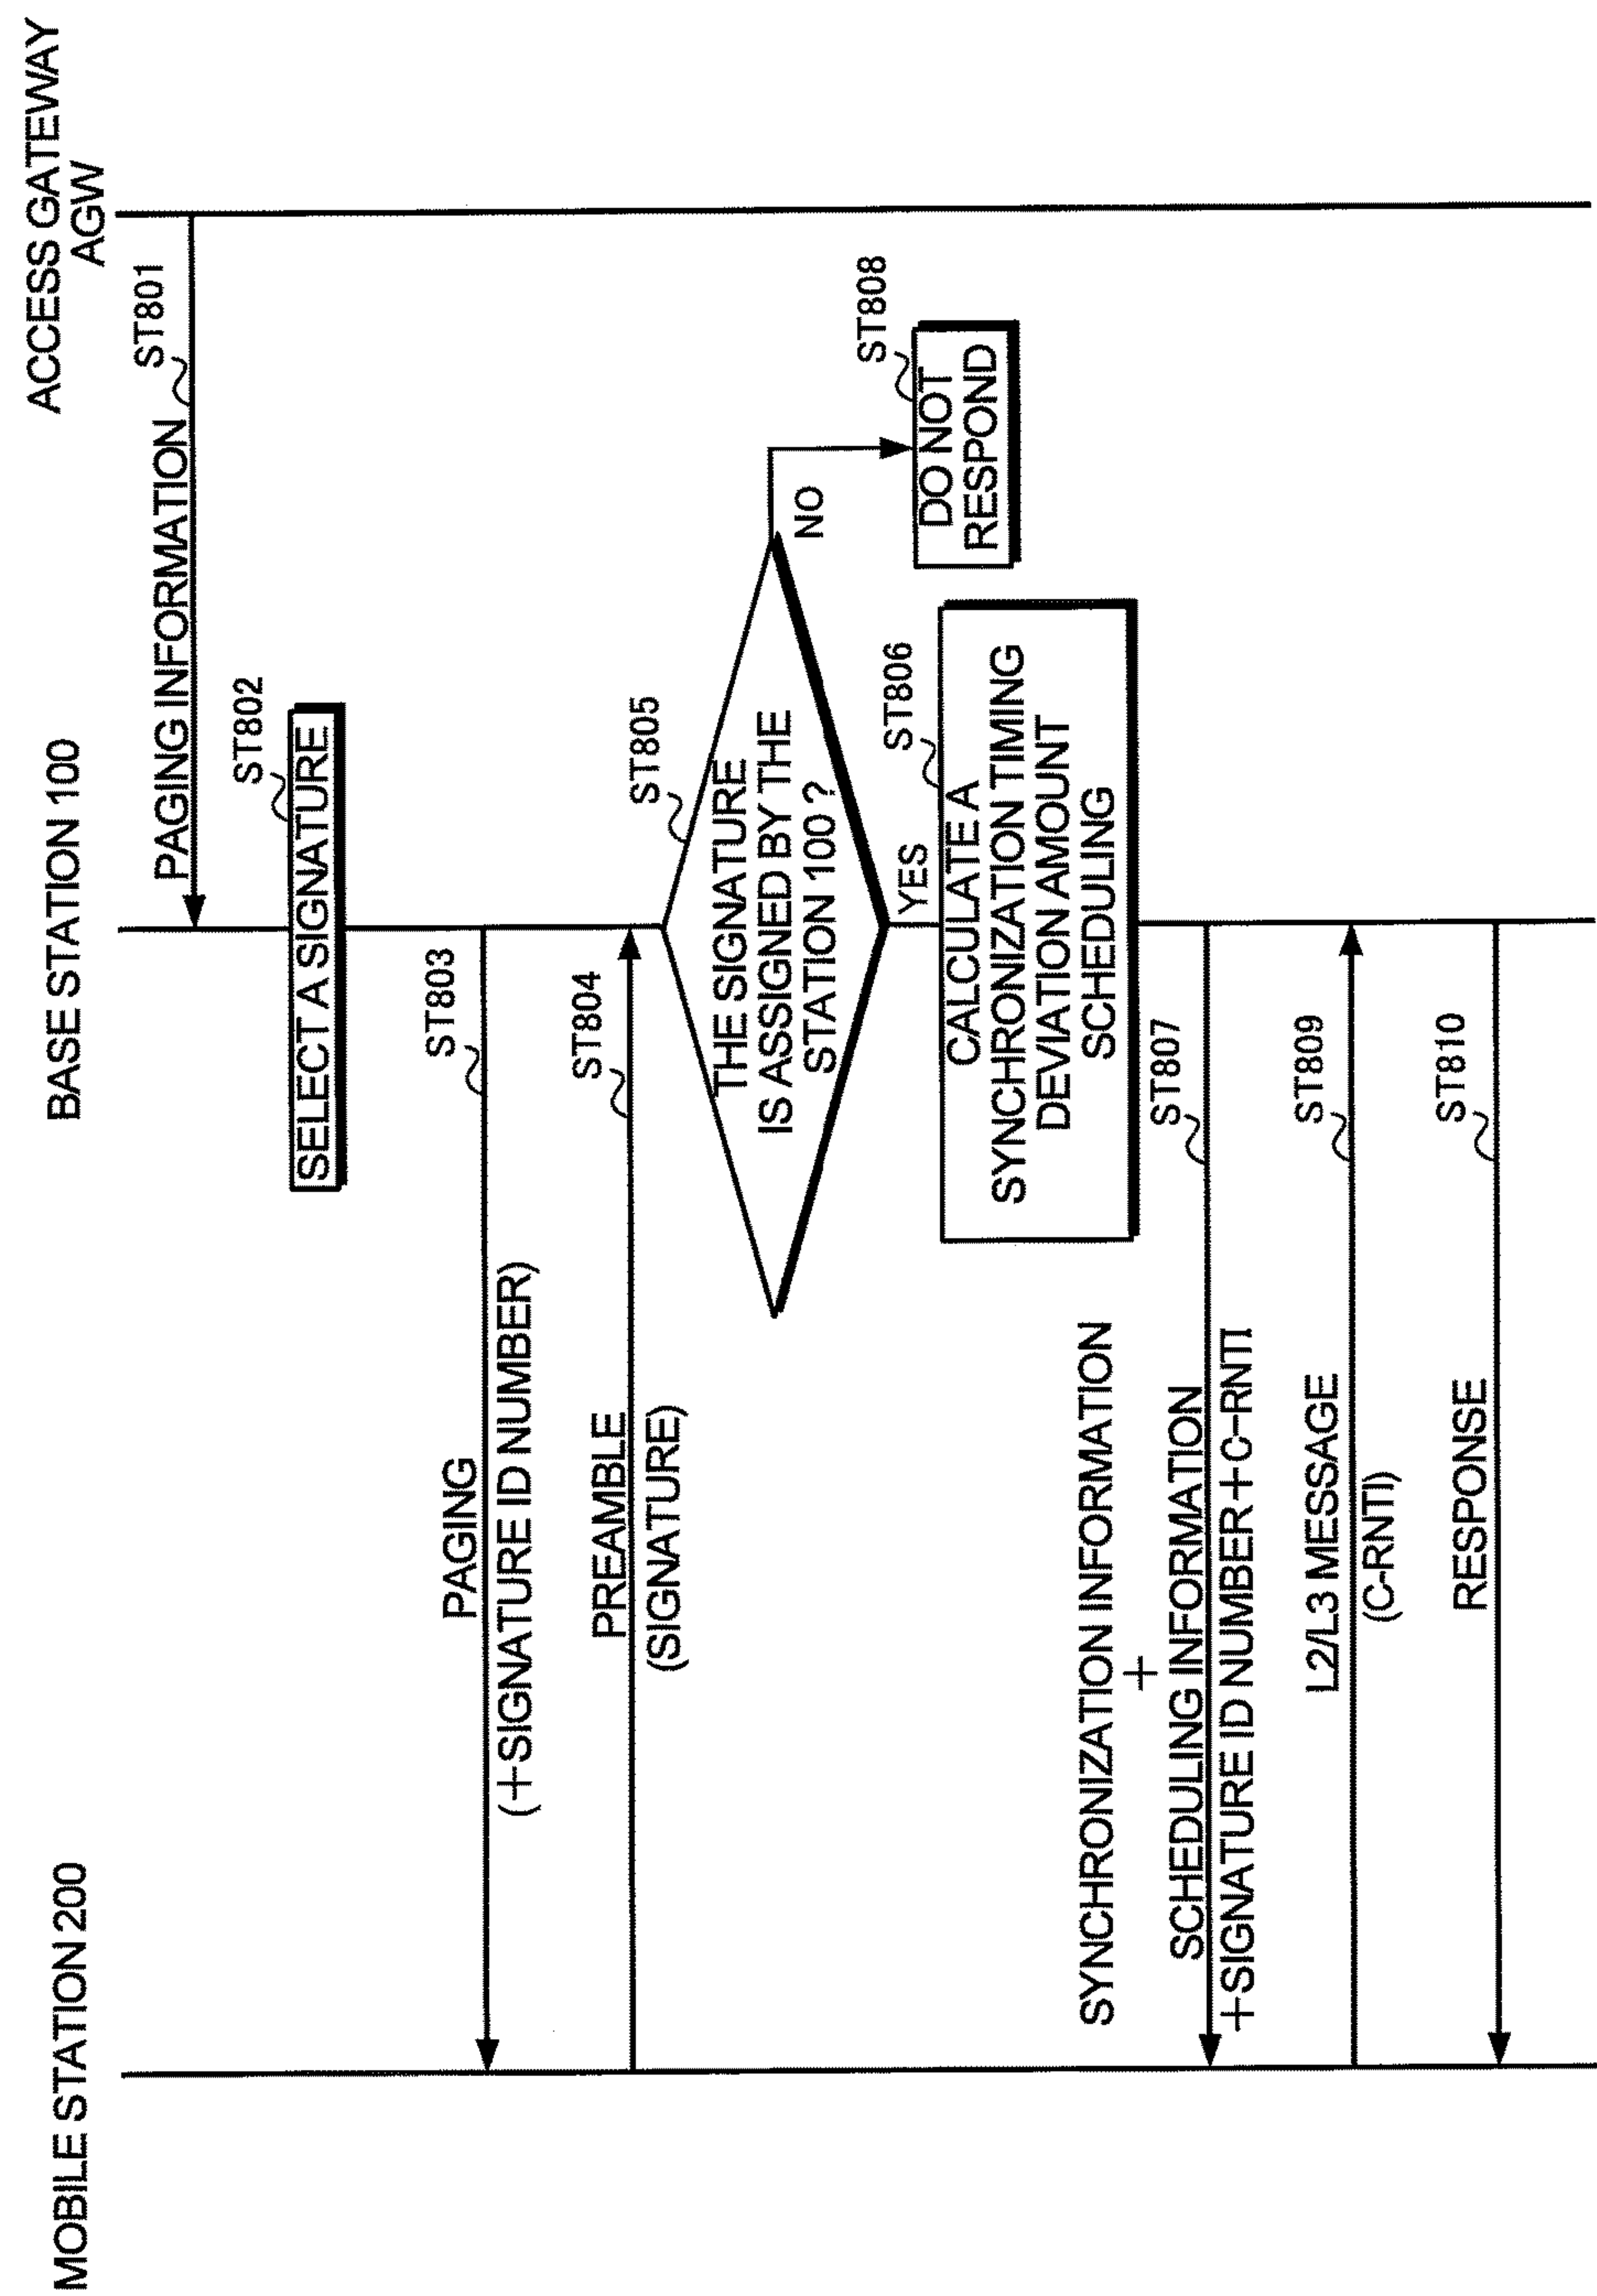 MOBILE STATION 200
BASE STATION 100
ACCESS GATEWAY
AGW
ST801
PAGING INFORMATION
ST802
SELECT A SIGNATURE
PAGING
ST803
(+SIGNATURE ID NUMBER)
PREAMBLE
ST804
(SIGNATURE)
ST805
THE SIGNATURE
IS ASSIGNED BY THE
STATION 100 ?
NO
ST808
DO NOT
RESPOND
YES
ST806
CALCULATE A
SYNCHRONIZATION TIMING
DEVIATION AMOUNT
SCHEDULING
SYNCHRONIZATION INFORMATION
+
SCHEDULING INFORMATION
ST807
+SIGNATURE ID NUMBER+C-RNTI
L2/L3 MESSAGE
ST809
(C-RNTI)
RESPONSE
ST810